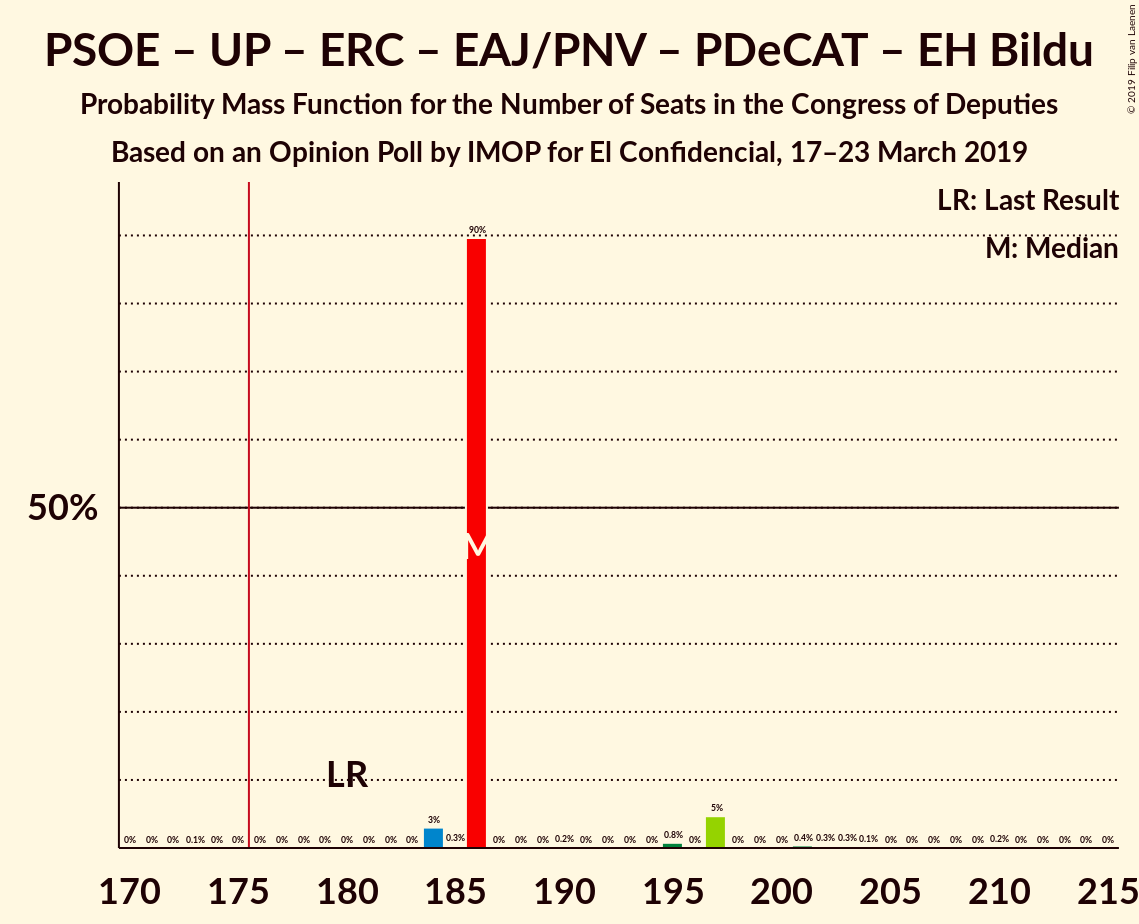 PSOE – UP – ERC – EAJ/PNV – PDeCAT – EH Bildu
Probability Mass Function for the Number of Seats in the Congress of Deputies
Based on an Opinion Poll by IMOP for El Confidencial, 17–23 March 2019
© 2019 Filip van Laenen
LR: Last Result
M: Median
90%
50%
M
LR
5%
3%
0% 0% 0% 0.1% 0% 0% 0% 0% 0% 0% 0% 0% 0% 0% 0.3% 0% 0% 0% 0.2% 0% 0% 0% 0% 0.8% 0% 0% 0% 0% 0.4% 0.3% 0.3% 0.1% 0% 0% 0% 0% 0% 0.2% 0% 0% 0% 0% 0%
170 175 180 185 190 195 200 205 210 215